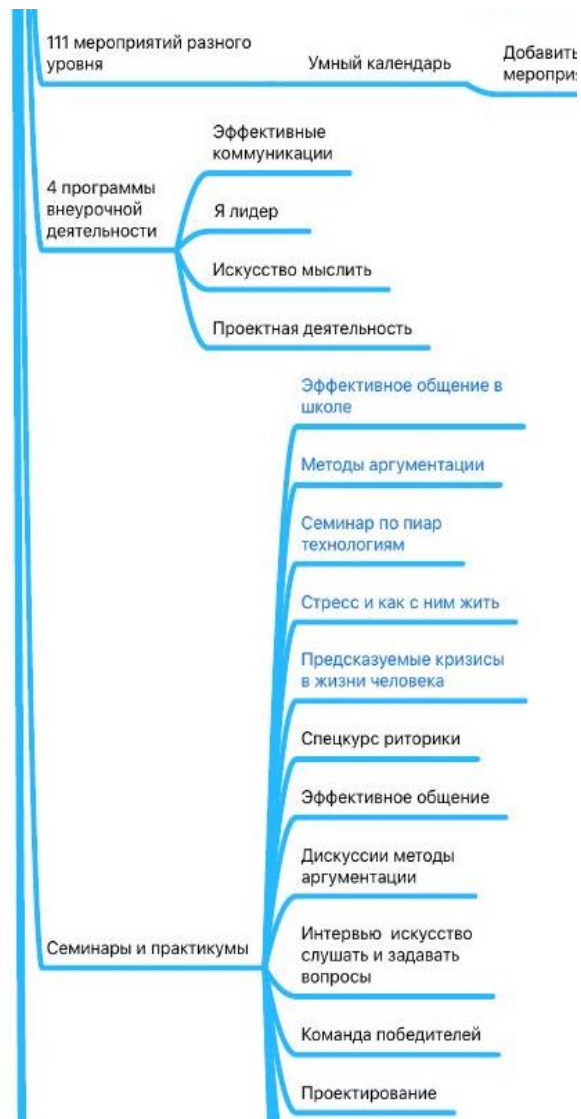 111 мероприятий разного
уровня
Умный календарь
Добавить
Эффективные
коммуникации
4 программы
внеурочной
деятельности
Я лидер
Искусство мыслить
Проектная деятельность
Эффективное общение в
школе
Методы аргументации
Семинар по пиар
технологиям
Стресс и как с ним жить
Предсказуемые кризисы
в жизни человека
Спецкурс риторики
Эффективное общение
Дискуссии методы
аргументации
Семинары и практикумы
Интервью искусство
слушать и задавать
вопросы
Команда победителей
Проектирование